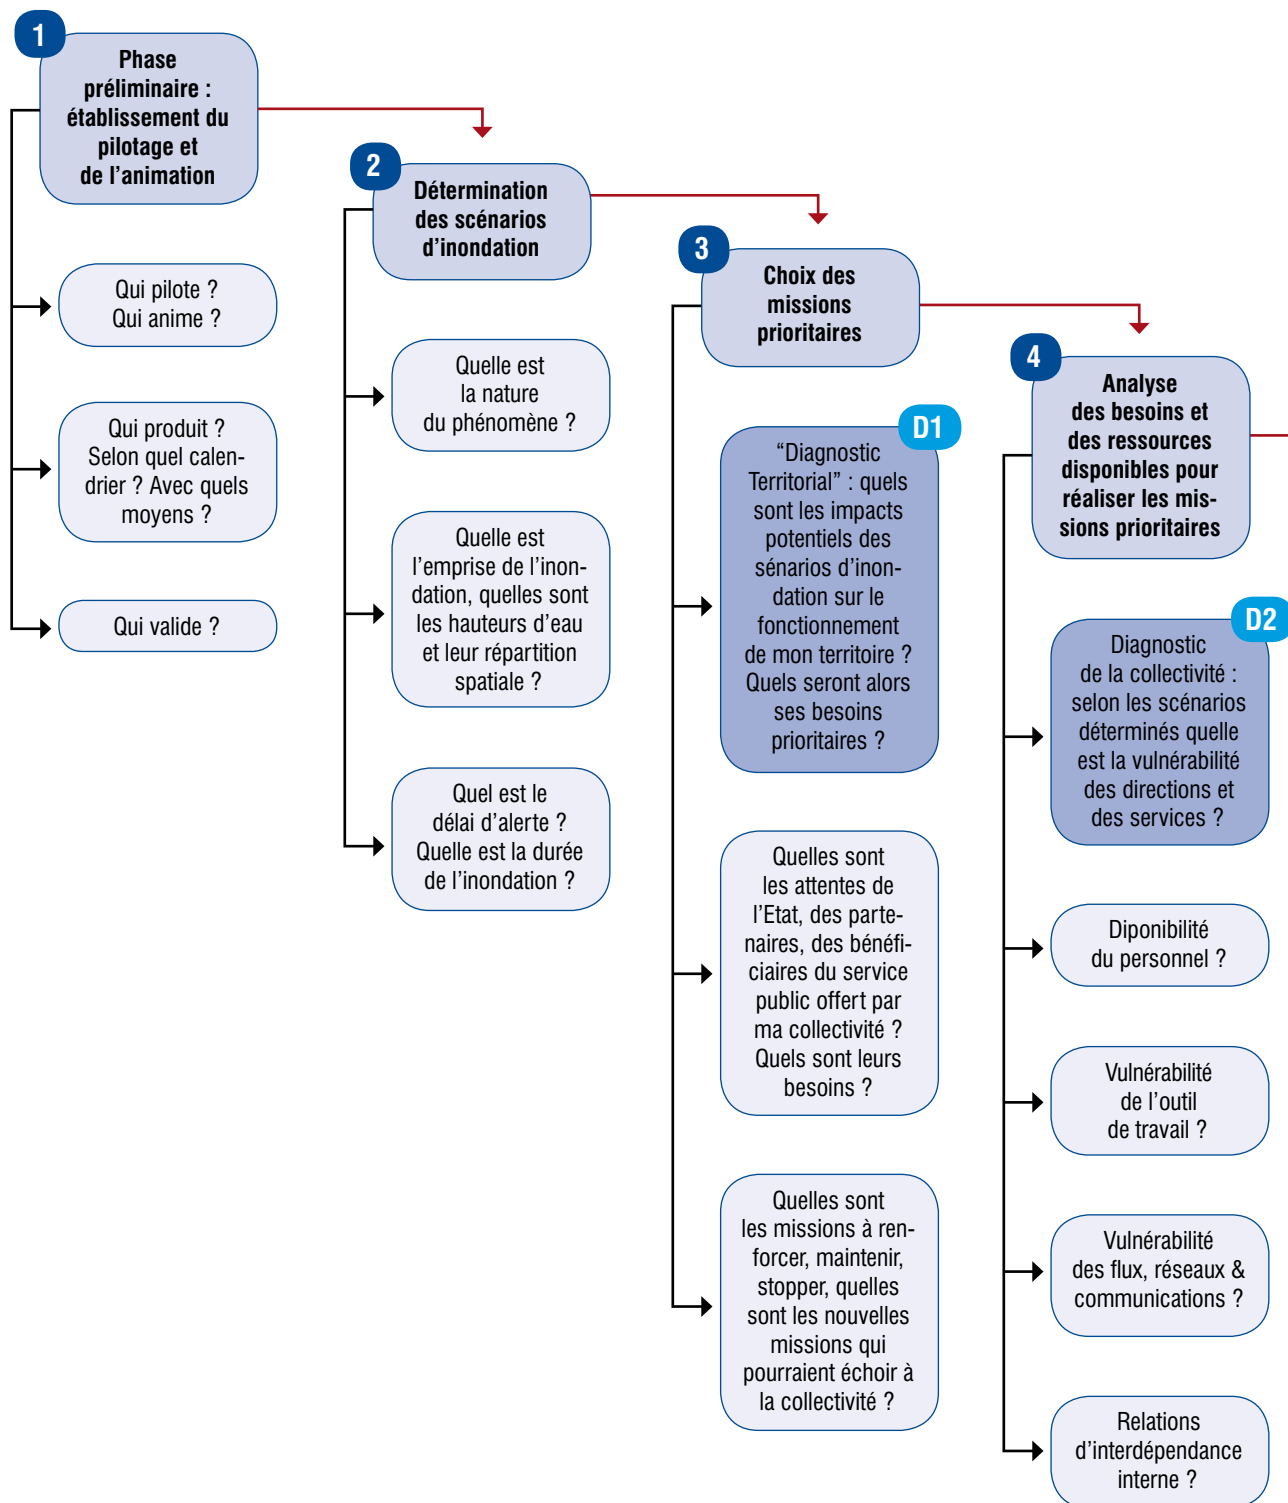 1
Phase
préliminaire :
établissement du
pilotage et
de l’animation
Qui pilote ?
Qui anime ?
Qui produit ?
Selon quel calen-
drier ? Avec quels
moyens ?
Qui valide ?
2
Détermination
des scénarios
d’inondation
Quelle est
la nature
du phénomène ?
Quelle est
l’emprise de l’inon-
dation, quelles sont
les hauteurs d’eau
et leur répartition
spatiale ?
Quel est le
délai d’alerte ?
Quelle est la durée
de l’inondation ?
3
Choix des
missions
prioritaires
D1
“Diagnostic
Territorial” : quels
sont les impacts
potentiels des
sénarios d’inon-
dation sur le
fonctionnement
de mon territoire ?
Quels seront alors
ses besoins
prioritaires ?
Quelles sont
les attentes de
l’Etat, des parte-
naires, des bénéfi-
ciaires du service
public offert par
ma collectivité ?
Quels sont leurs
besoins ?
Quelles sont
les missions à ren-
forcer, maintenir,
stopper, quelles
sont les nouvelles
missions qui
pourraient échoir à
la collectivité ?
4
Analyse
des besoins et
des ressources
disponibles pour
réaliser les mis-
sions prioritaires
D2
Diagnostic
de la collectivité :
selon les scénarios
déterminés quelle
est la vulnérabilité
des directions et
des services ?
Diponibilité
du personnel ?
Vulnérabilité
de l’outil
de travail ?
Vulnérabilité
des flux, réseaux &
communications ?
Relations
d’interdépendance
interne ?